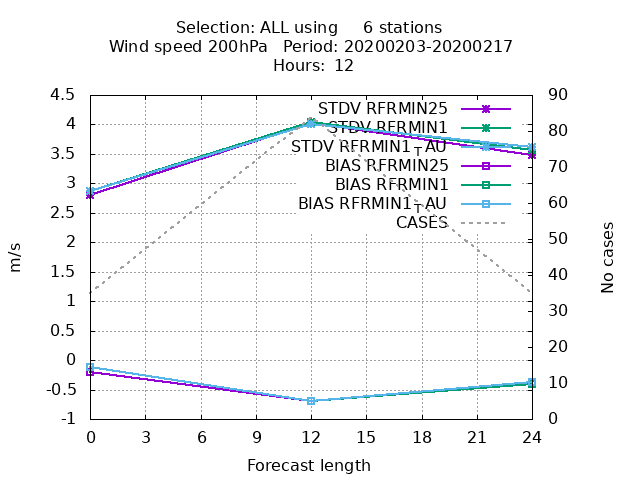 Selection: ALL using 6 stations
Wind speed 200hPa Period: 20200203-20200217
Hours: 12
4.5
4
3.5
3
2.5
2
1.5
1
0.5
0
-0.5
-1
m/s
STDV RFRMIN25
STDV RFRMIN1
STDV RFRMIN1_AU
BIAS RFRMIN25
BIAS RFRMIN1
BIAS RFRMIN1_AU
CASES
90
80
70
60
50
40
30
20
10
0
No cases
0 3 6 9 12 15 18 21 24
Forecast length